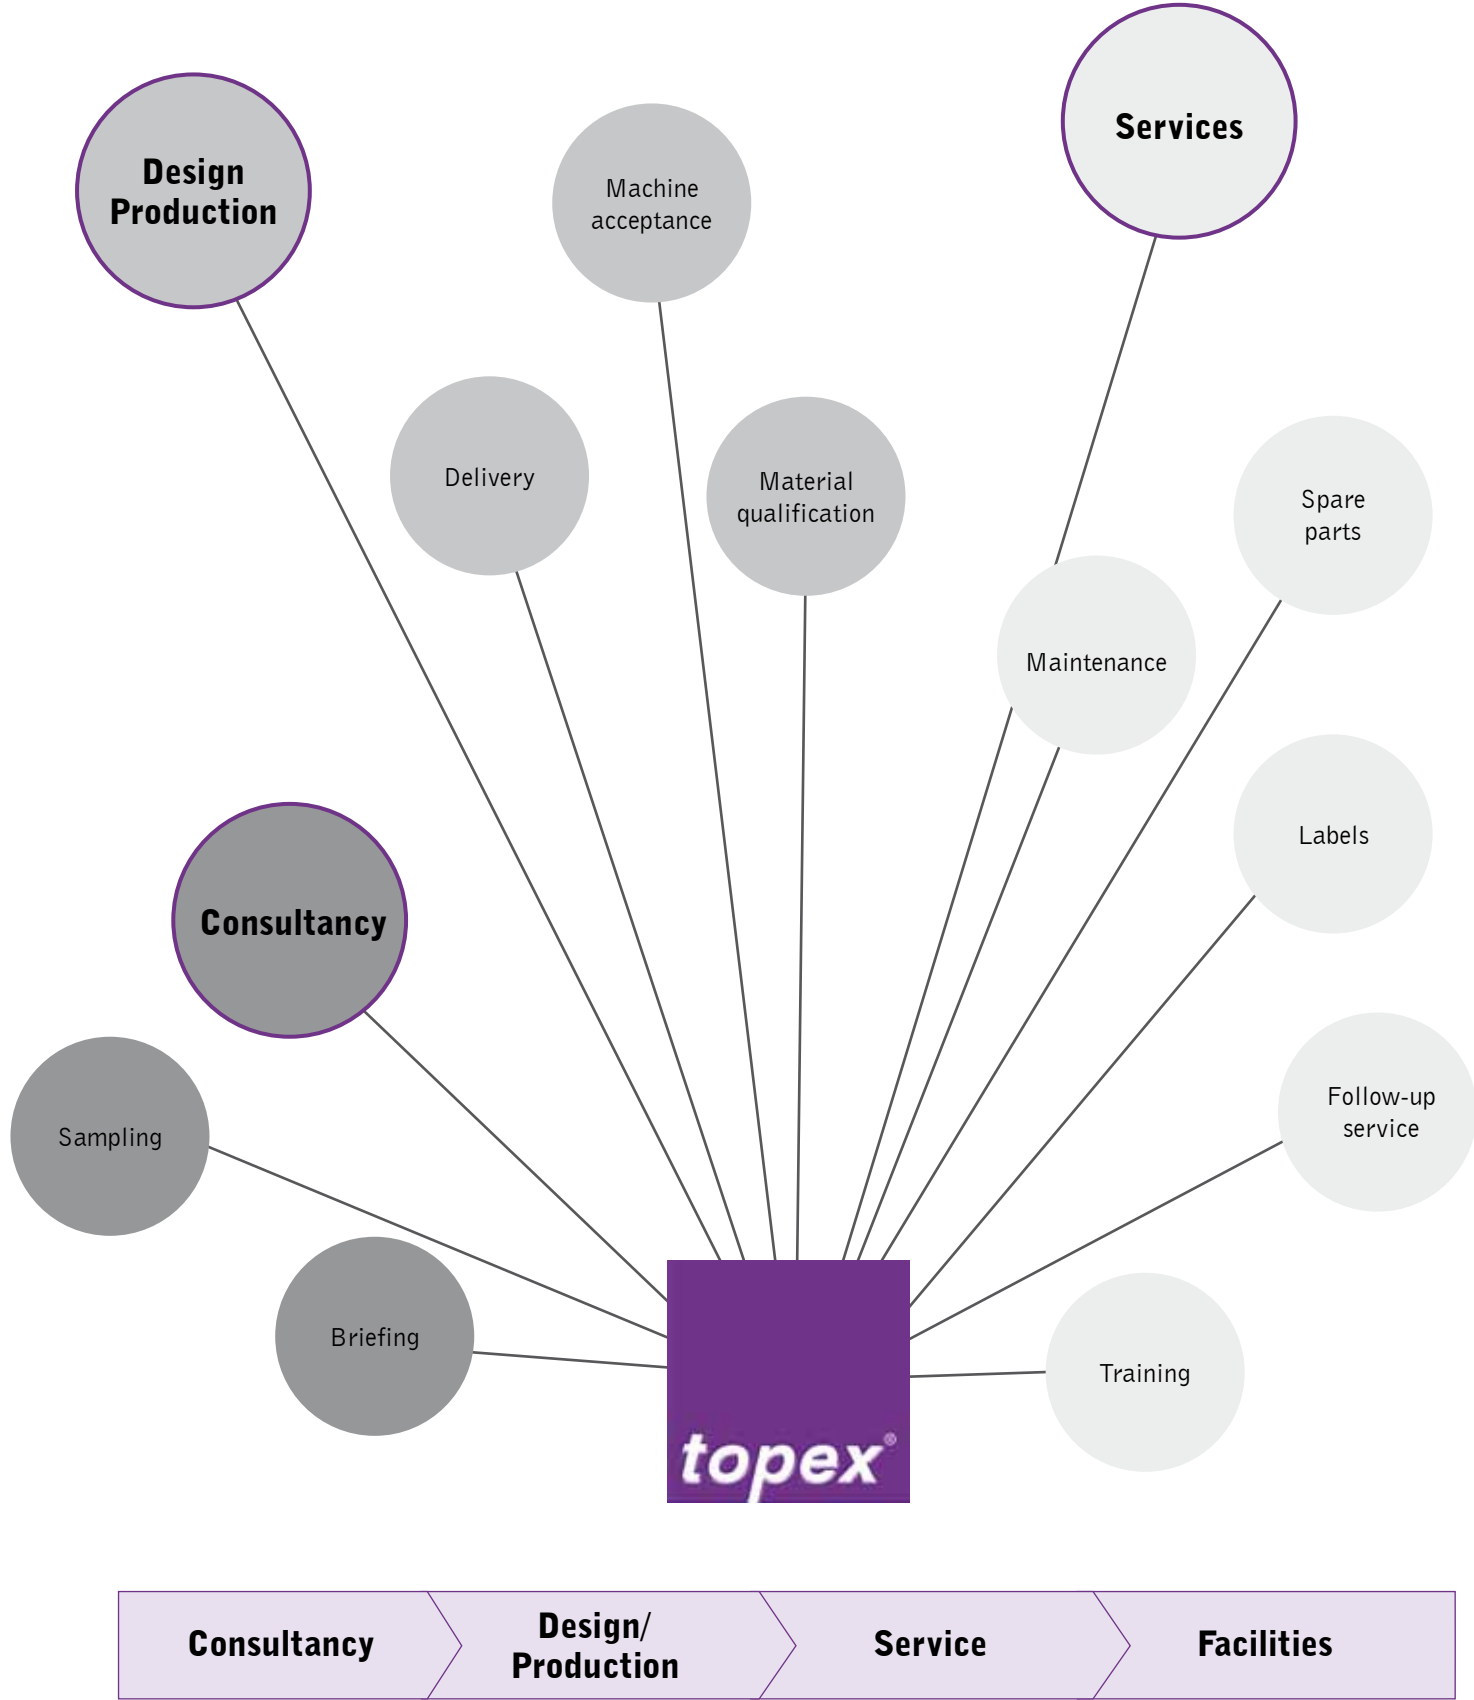 Services
Design
Production
Machine
acceptance
Delivery
Material
qualification
Spare
parts
Maintenance
Labels
Consultancy
Follow-up
service
Sampling
Briefing
Training
topex®
Consultancy
Design/
Production
Service
Facilities